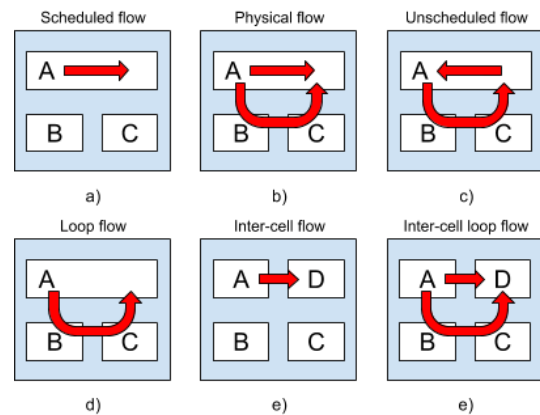 Scheduled flow
Physical flow
Unscheduled flow
A
A
A
B
C
B
C
B
C
a)
b)
c)
Loop flow
Inter-cell flow
Inter-cell loop flow
A
A
D
A
D
B
C
B
C
B
C
d)
e)
e)